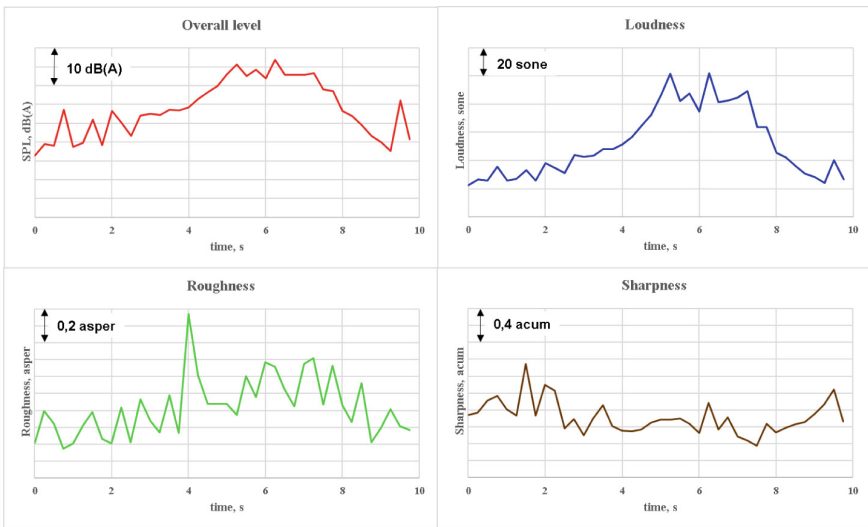 Overall level
10 dB(A)
SPL, dB(A)
0 2 4 6 8 10
time, s
Loudness
20 sone
Loudness, sone
0 2 4 6 8 10
time, s
Roughness
0,2 asper
Roughness, asper
0 2 4 6 8 10
time, s
Sharpness
0,4 acum
Sharpness, acum
0 2 4 6 8 10
time, s